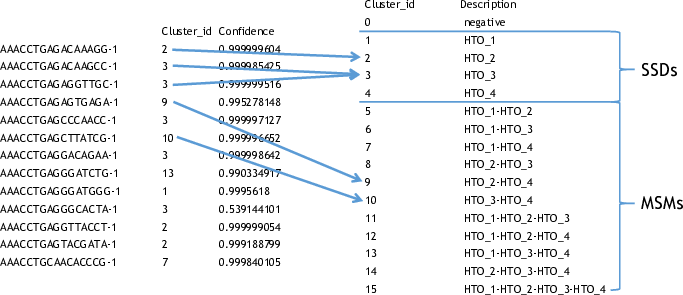 Cluster_id Confidence
AAACCTGAGACAAAGG-1 2 0.999999604
AAACCTGAGACAAGCC-1 3 0.999985425
AAACCTGAGAGGTTGC-1 3 0.999999516
AAACCTGAGAGTGAGA-1 9 0.995278148
AAACCTGAGCCCAACC-1 3 0.999997127
AAACCTGAGCTTATCG-1 10 0.999996652
AAACCTGAGGACAGAA-1 3 0.999998642
AAACCTGAGGGATCTG-1 13 0.990334917
AAACCTGAGGGATGGG-1 1 0.9995618
AAACCTGAGGGCACTA-1 3 0.539144101
AAACCTGAGGTTACCT-1 2 0.999999054
AAACCTGAGTACGATA-1 2 0.999188799
AAACCTGCAACACCCG-1 7 0.999840105
Cluster_id Description
0 negative
1 HTO_1
2 HTO_2
3 HTO_3
4 HTO_4
SSDs
5 HTO_1-HTO_2
6 HTO_1-HTO_3
7 HTO_1-HTO_4
8 HTO_2-HTO_3
9 HTO_2-HTO_4
10 HTO_3-HTO_4
11 HTO_1-HTO_2-HTO_3
12 HTO_1-HTO_2-HTO_4
13 HTO_1-HTO_3-HTO_4
14 HTO_2-HTO_3-HTO_4
15 HTO_1-HTO_2-HTO_3-HTO_4
MSMs